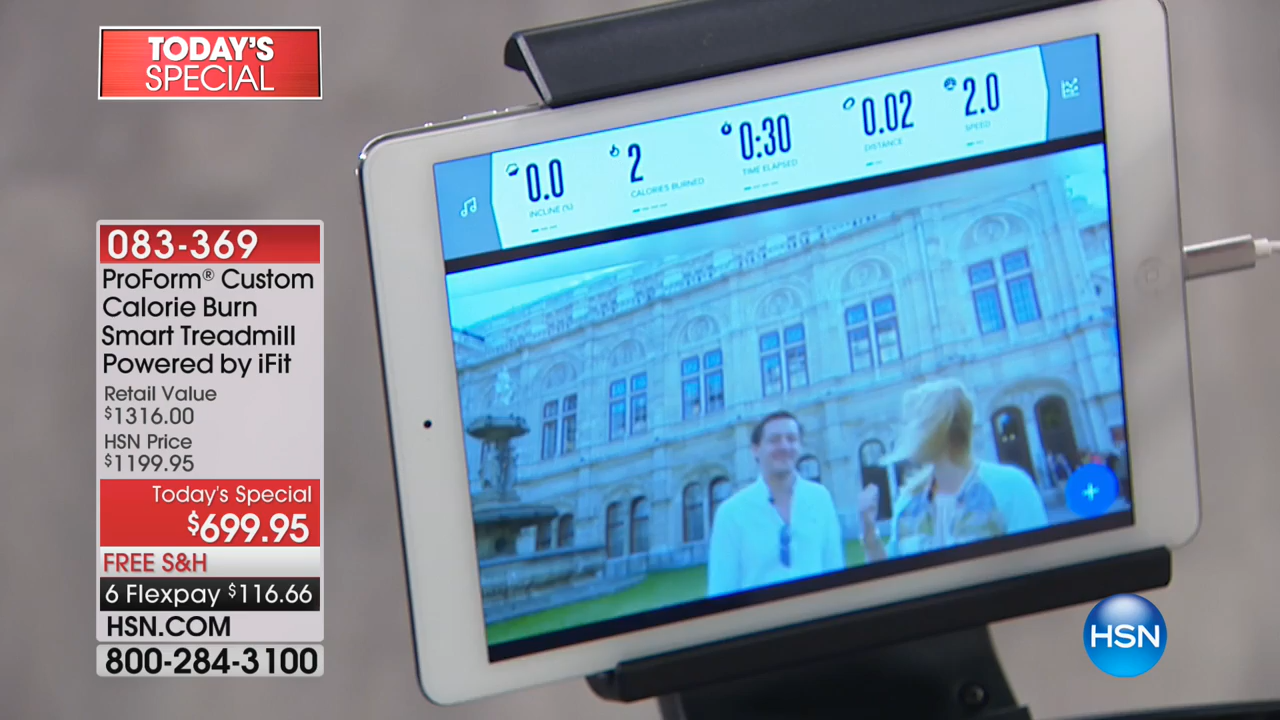 TODAY'S
SPECIAL
083-369
ProForm® Custom
Calorie Burn
Smart Treadmill
Powered by iFit
Retail Value
$1316.00
HSN Price
$1199.95
Today's Special
$699.95
FREE S&H
6 Flexpay $116.66
HSN.COM
800-284-3100
0.0
INCLINE (%)
2
CALORIES BURNED
0:30
TIME ELAPSED
0.02
DISTANCE
2.0
SPEED
+
HSN